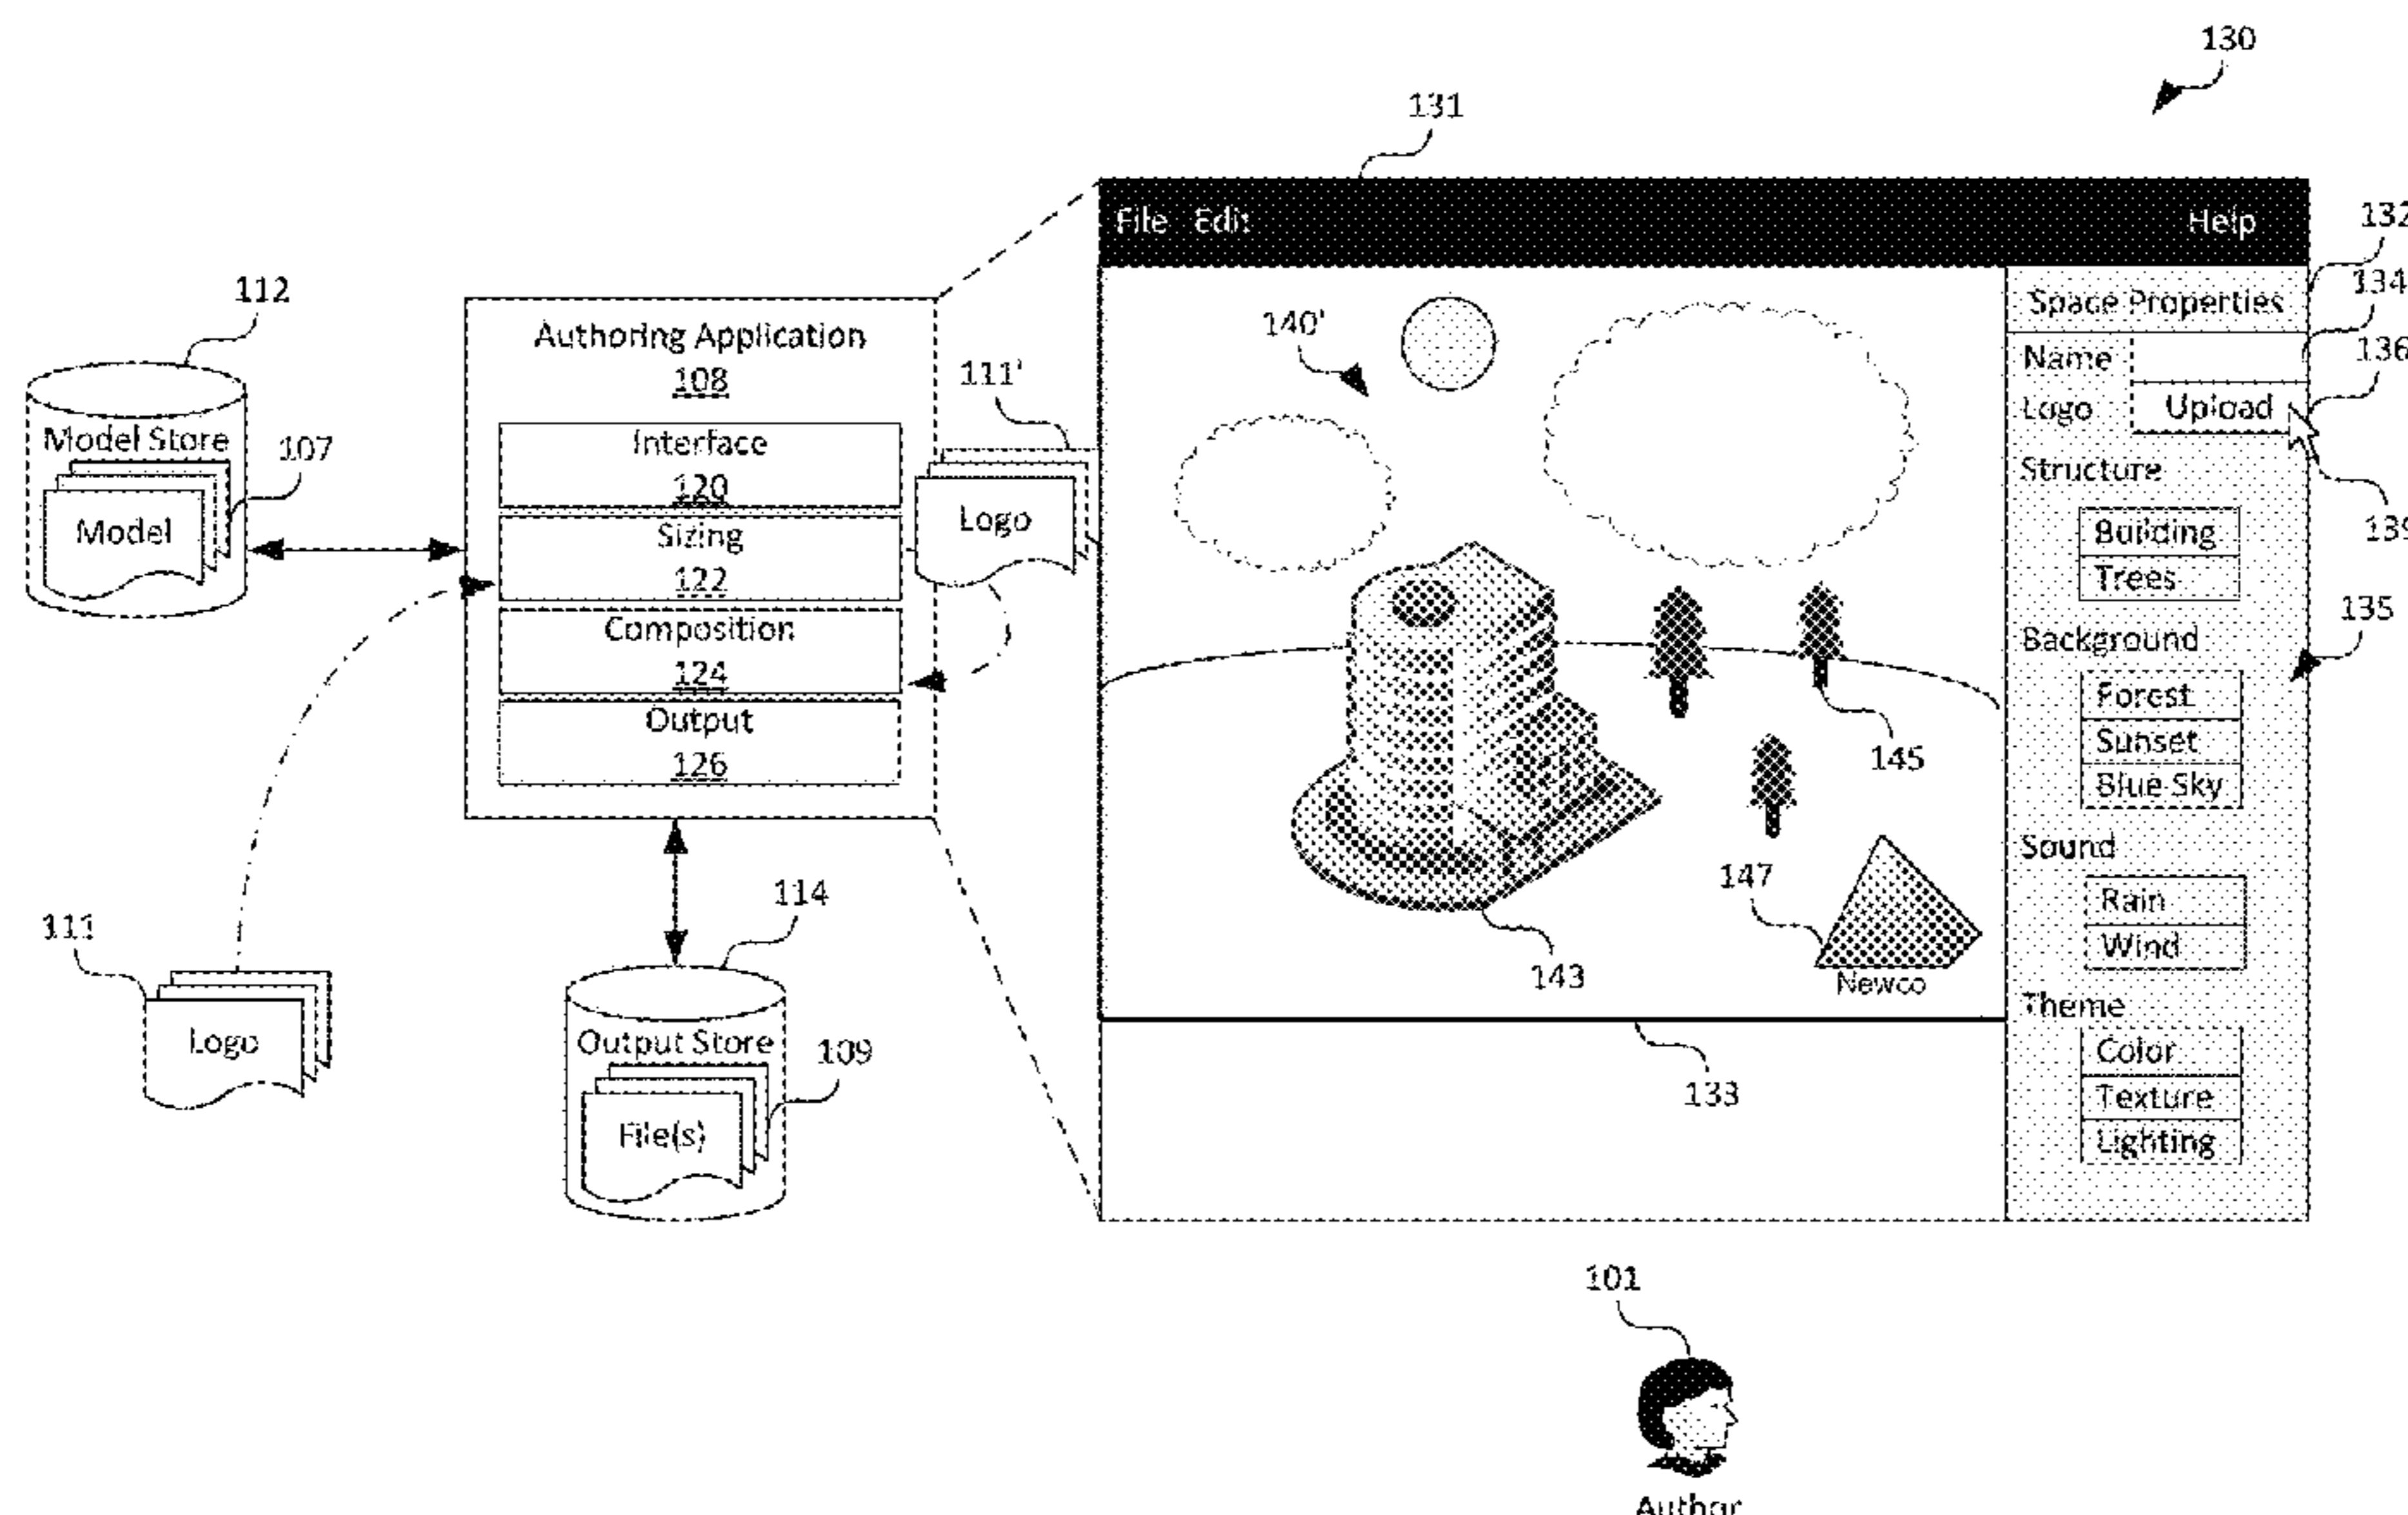 130
131
File Edit Help
132
134
136
139
135
112
Model Store
107
Model
Authoring Application
108
Interface
120
Sizing
122
Composition
124
Output
126
111'
Logo
111
Logo
114
Output Store
109
File(s)
140'
145
143
147
Newco
133
Space Properties
Name
Logo Upload
Structure
Building
Trees
Background
Forest
Sunset
Blue Sky
Sound
Rain
Wind
Theme
Color
Texture
Lighting
101
Author